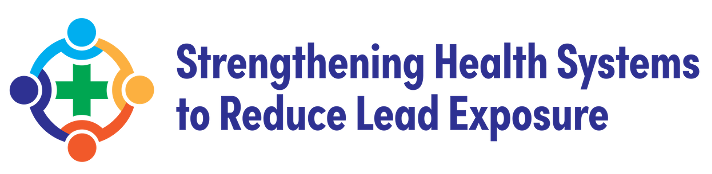 Strengthening Health Systems
to Reduce Lead Exposure